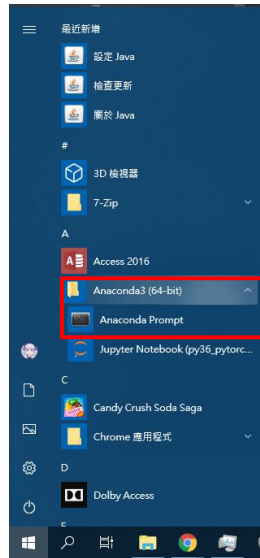 最近新增
設定 Java
檢查更新
關於 Java
#
3D 檢視器
7-Zip
A
Access 2016
Anaconda3 (64-bit)
Anaconda Prompt
Jupyter Notebook (py36_pytorc...
C
Candy Crush Soda Saga
Chrome 應用程式
D
Dolby Access